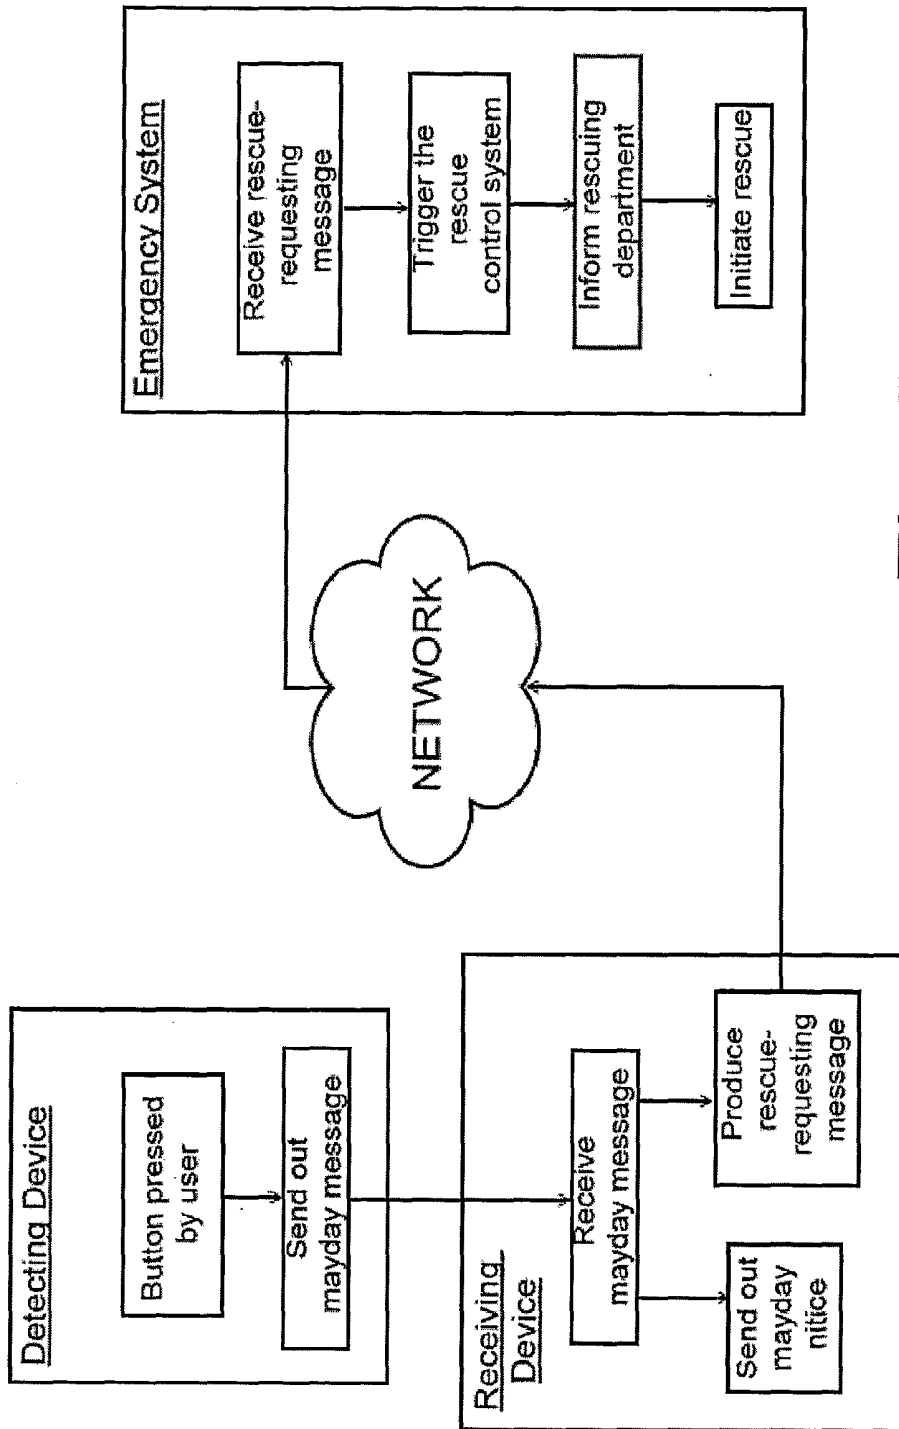 Detecting Device
Button pressed
by user
Send out
mayday message
Receiving
Device
Receive
mayday message
Send out
mayday
nitice
Produce
rescue-
requesting
message
NETWORK
Emergency System
Receive rescue-
requesting
message
Trigger the
rescue
control system
Inform rescuing
department
Initiate rescue